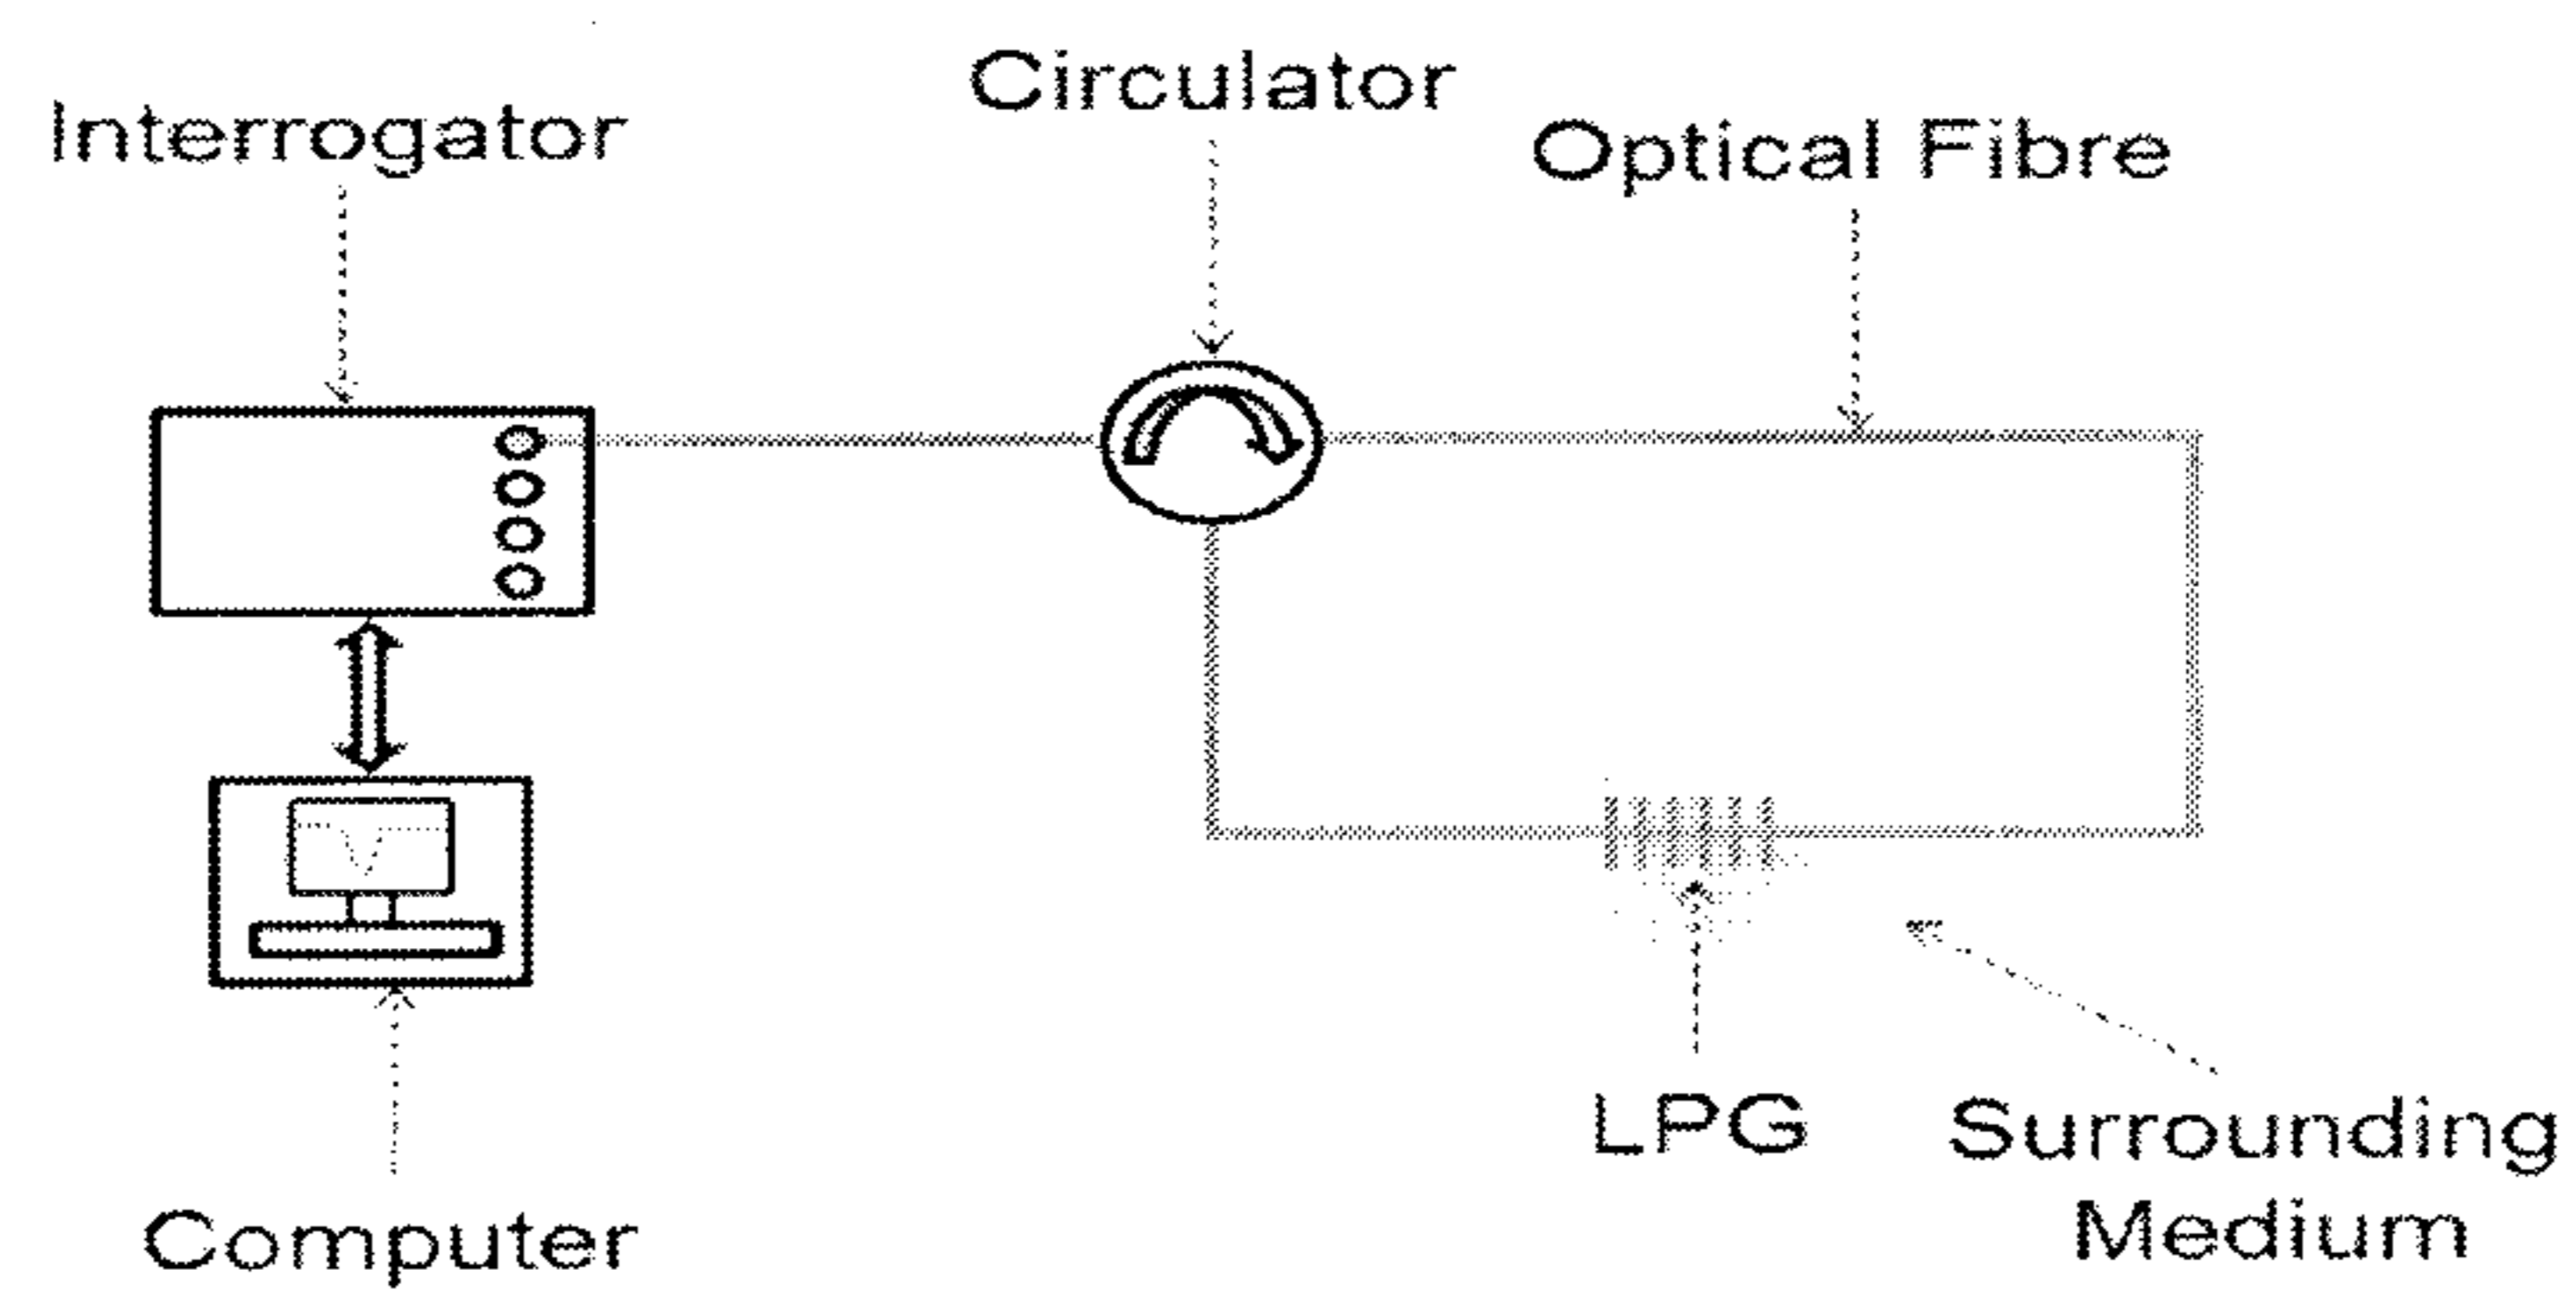 Circulator
Interrogator
Optical Fibre
LPG
Surrounding
Medium
Computer